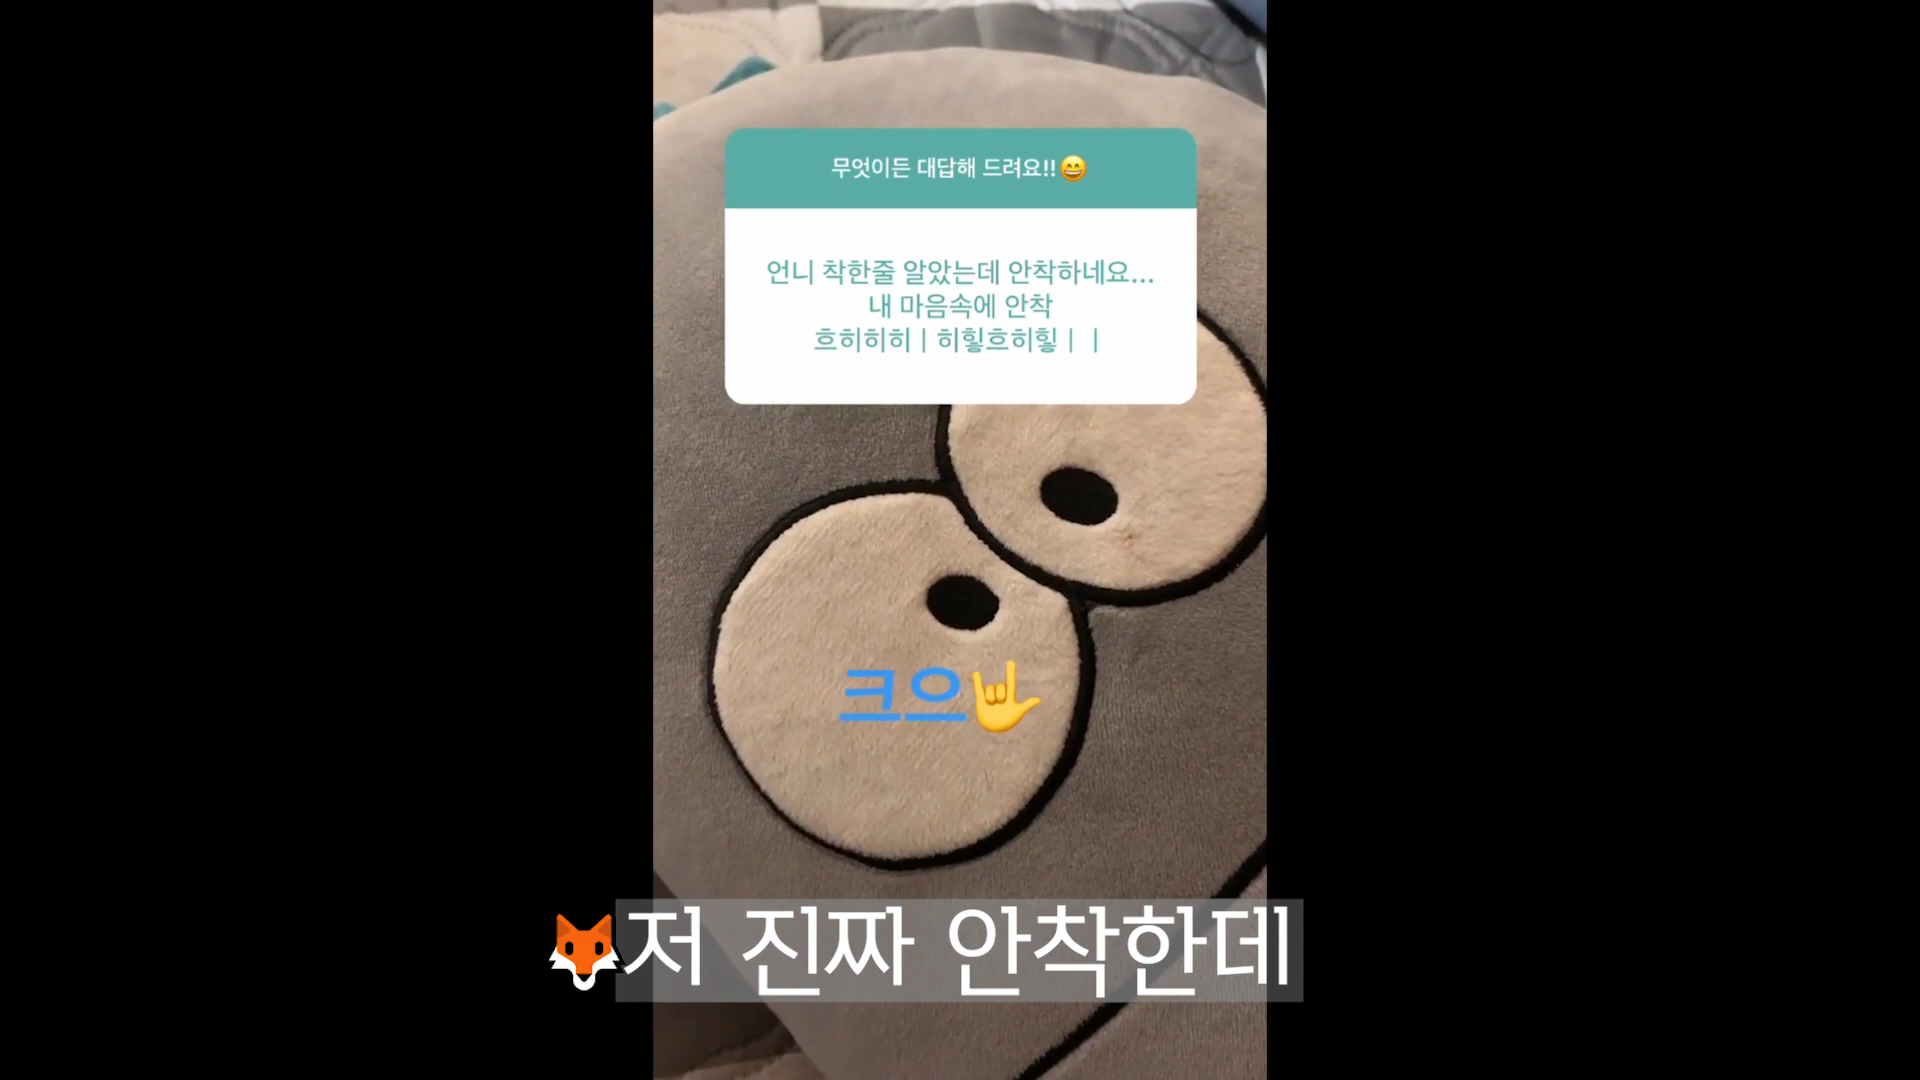 무엇이든 대답해 드려요!!😄
언니 착한줄 알았는데 안착하네요...
내 마음속에 안착
흐히히히ㅣ히힣흐히힣ㅣㅣ
크으🤟
🦊저 진짜 안착한데